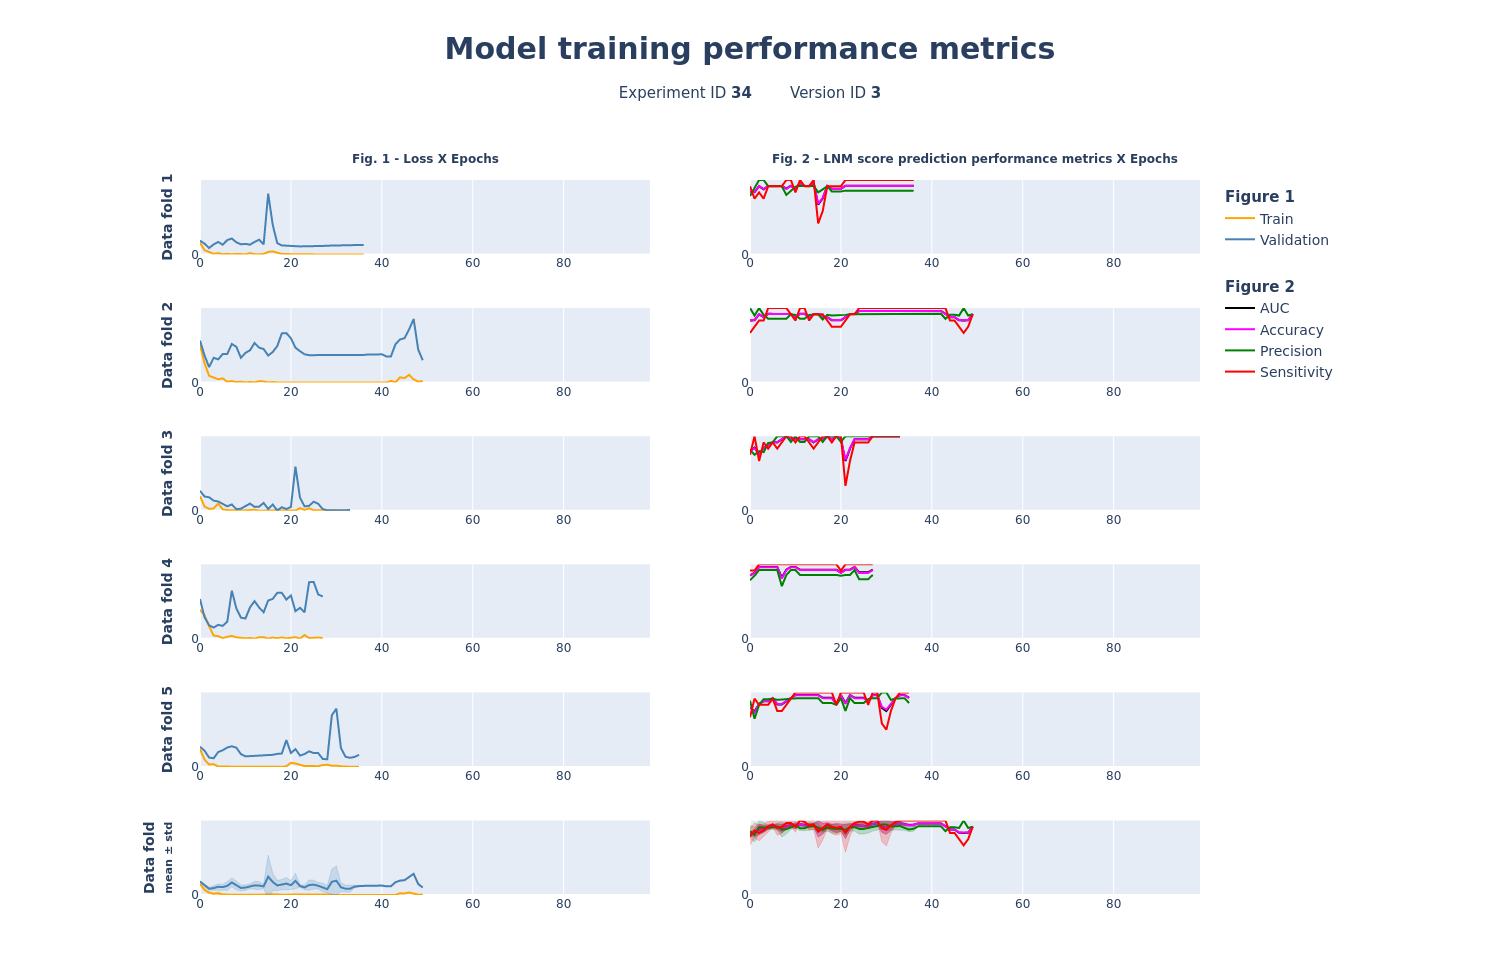 Model training performance metrics
Experiment ID 34 Version ID 3
Fig. 1 - Loss X Epochs
Fig. 2 - LNM score prediction performance metrics X Epochs
Data fold 1
0
0 20 40 60 80
0
0 20 40 60 80
Figure 1
Train
Validation
Figure 2
AUC
Accuracy
Precision
Sensitivity
Data fold 2
0
0 20 40 60 80
0
0 20 40 60 80
Data fold 3
0
0 20 40 60 80
0
0 20 40 60 80
Data fold 4
0
0 20 40 60 80
0
0 20 40 60 80
Data fold 5
0
0 20 40 60 80
0
0 20 40 60 80
Data fold
mean ± std
0
0 20 40 60 80
0
0 20 40 60 80